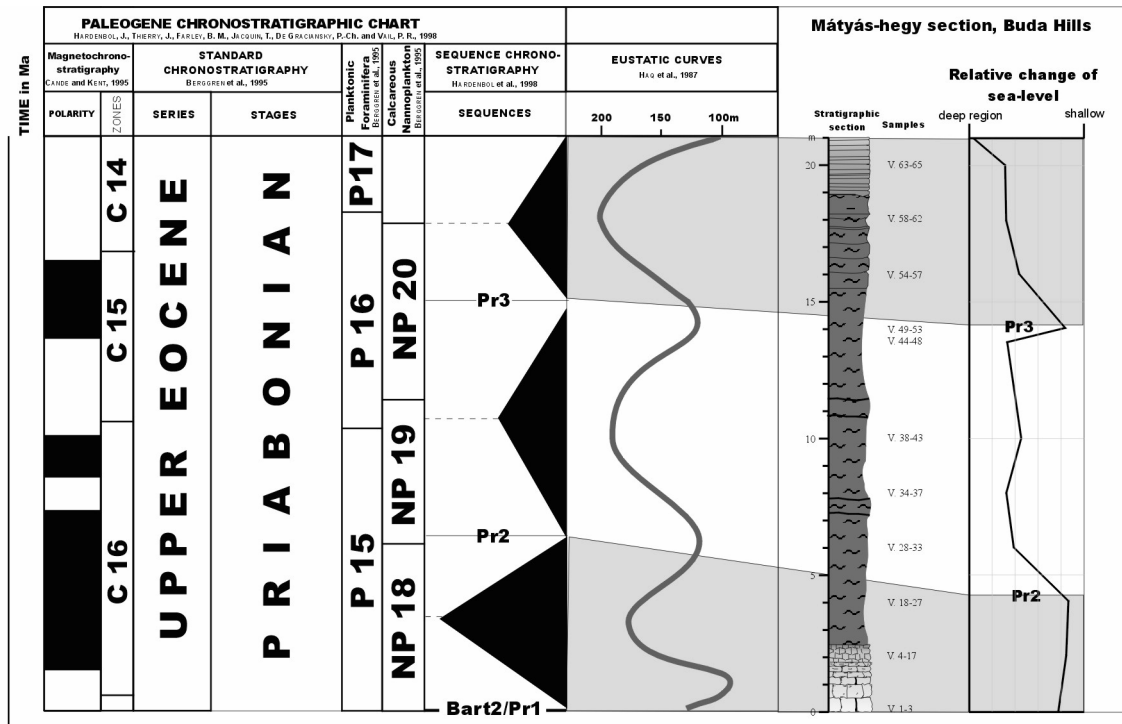 PALEOGENE CHRONOSTRATIGRAPHIC CHART
HARDENBOL, J., THIERRY, J., FARLEY, B. M., JACQUIN, T., DE GRACIANSKY, P.-CH. AND VAIL, P. R., 1998
TIME in Ma
Magnetochrono-
stratigraphy
CANDE AND KENT, 1995
POLARITY
ZONES
STANDARD
CHRONOSTRATIGRAPHY
BERGGREN et al., 1995
SERIES
STAGES
Planktonic
Foraminifera
BERGGREN et al., 1995
Calcareous
Nannoplankton
BERGGREN et al., 1995
SEQUENCE CHRONO-
STRATIGRAPHY
HARDENBOL et al., 1998
SEQUENCES
EUSTATIC CURVES
HAQ et al., 1987
200 150 100m
Mátyás-hegy section, Buda Hills
Stratigraphic
section
Samples
Relative change of
sea-level
deep region
shallow
C 14
C 15
C 16
UPPER EOCENE
PRIABONIAN
P17
P 16
P 15
NP 20
NP 19
NP 18
Pr3
Pr2
Bart2/Pr1
m
20
15
10
5
0
V. 63-65
V. 58-62
V. 54-57
V. 49-53
V. 44-48
V. 38-43
V. 34-37
V. 28-33
V. 18-27
V. 4-17
V. 1-3
Pr3
Pr2